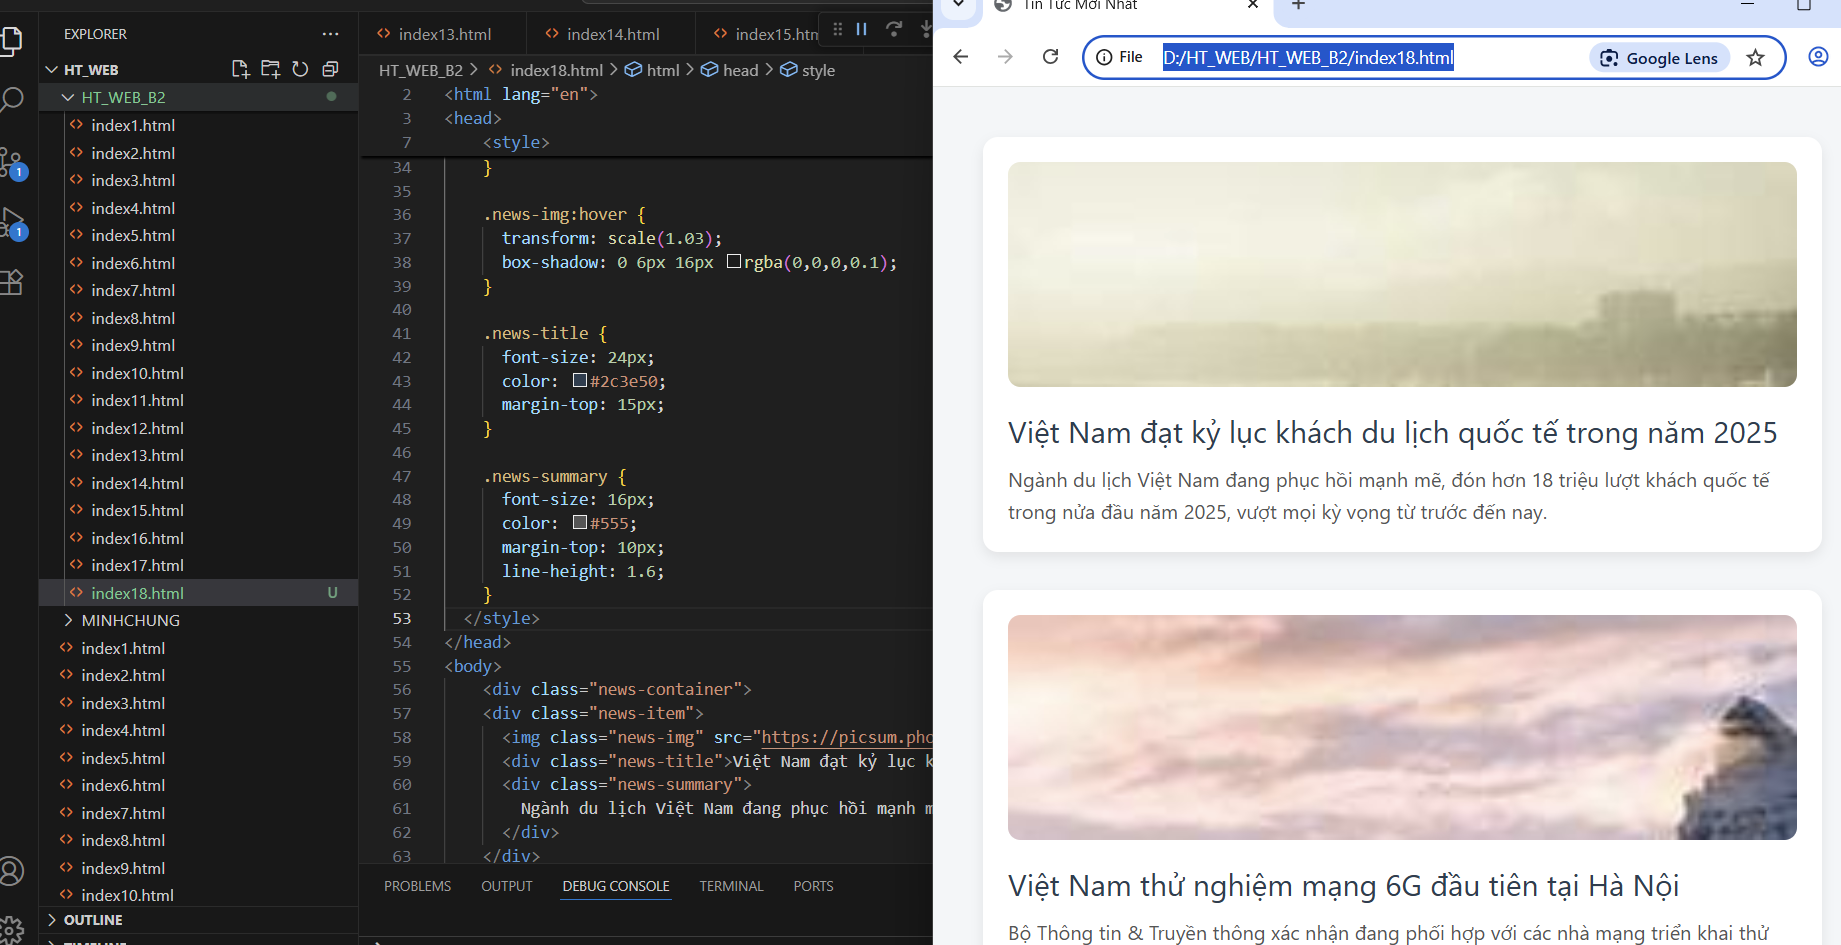 EXPLORER
HT_WEB
HT_WEB_B2
index1.html
index2.html
index3.html
index4.html
index5.html
index6.html
index7.html
index8.html
index9.html
index10.html
index11.html
index12.html
index13.html
index14.html
index15.html
index16.html
index17.html
index18.html U
MINHCHUNG
index1.html
index2.html
index3.html
index4.html
index5.html
index6.html
index7.html
index8.html
index9.html
index10.html
OUTLINE
TIMELINE
1
1
index13.html index14.html index15.htm
HT_WEB_B2 > index18.html > html > head > style
2 <html lang="en">
3 <head>
7 <style>
34 }
35
36 .news-img:hover {
37 transform: scale(1.03);
38 box-shadow: 0 6px 16px rgba(0,0,0,0.1);
39 }
40
41 .news-title {
42 font-size: 24px;
43 color: #2c3e50;
44 margin-top: 15px;
45 }
46
47 .news-summary {
48 font-size: 16px;
49 color: #555;
50 margin-top: 10px;
51 line-height: 1.6;
52 }
53 </style>
54 </head>
55 <body>
56 <div class="news-container">
57 <div class="news-item">
58 <img class="news-img" src="https://picsum.pho
59 <div class="news-title">Việt Nam đạt kỷ lục k
60 <div class="news-summary">
61 Ngành du lịch Việt Nam đang phục hồi mạnh m
62 </div>
63 </div>
PROBLEMS OUTPUT DEBUG CONSOLE TERMINAL PORTS
Tin Tức Mới Nhất
File D:/HT_WEB/HT_WEB_B2/index18.html Google Lens
Việt Nam đạt kỷ lục khách du lịch quốc tế trong năm 2025
Ngành du lịch Việt Nam đang phục hồi mạnh mẽ, đón hơn 18 triệu lượt khách quốc tế
trong nửa đầu năm 2025, vượt mọi kỳ vọng từ trước đến nay.
Việt Nam thử nghiệm mạng 6G đầu tiên tại Hà Nội
Bộ Thông tin & Truyền thông xác nhận đang phối hợp với các nhà mạng triển khai thử